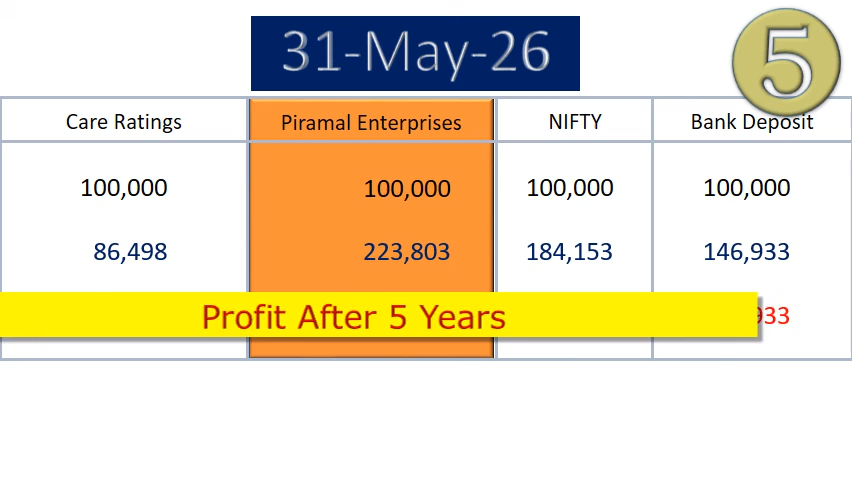 31-May-26
5
Care Ratings Piramal Enterprises NIFTY Bank Deposit
100,000 100,000 100,000 100,000
86,498 223,803 184,153 146,933
Profit After 5 Years 933